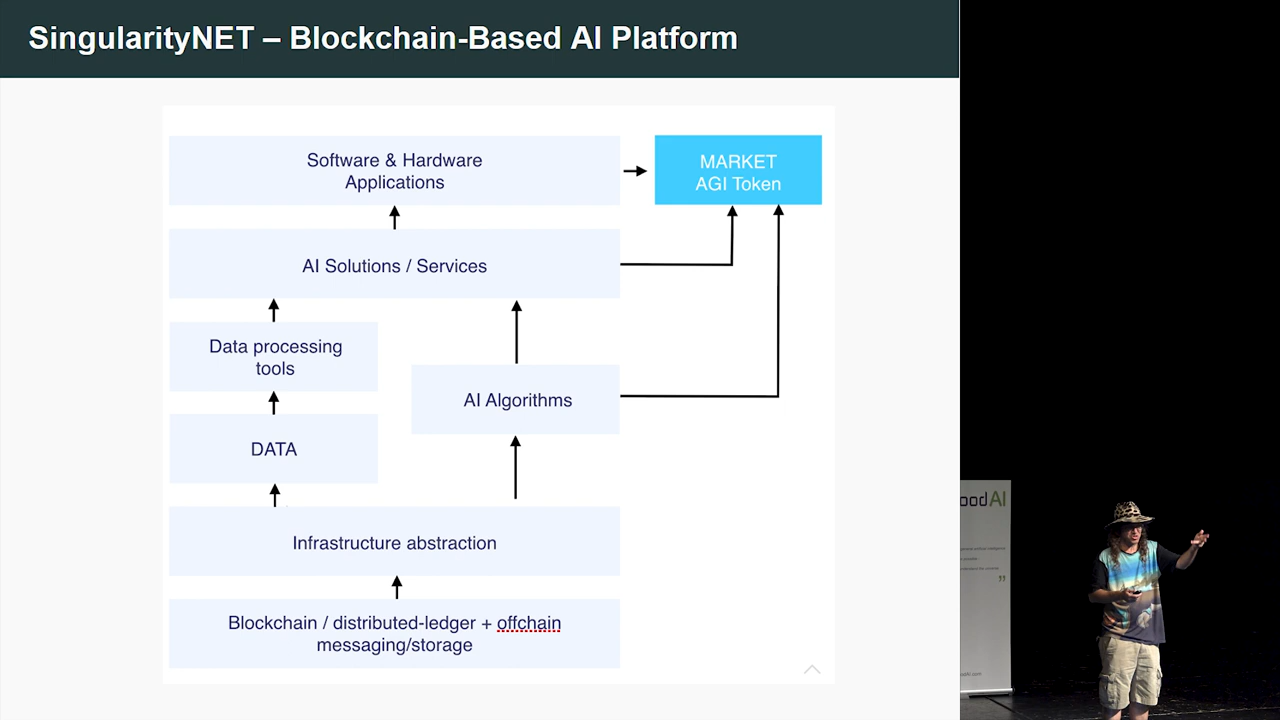 SingularityNET – Blockchain-Based AI Platform
Software & Hardware
Applications
MARKET
AGI Token
AI Solutions / Services
Data processing
tools
AI Algorithms
DATA
Infrastructure abstraction
Blockchain / distributed-ledger + offchain
messaging/storage
oodAI
”